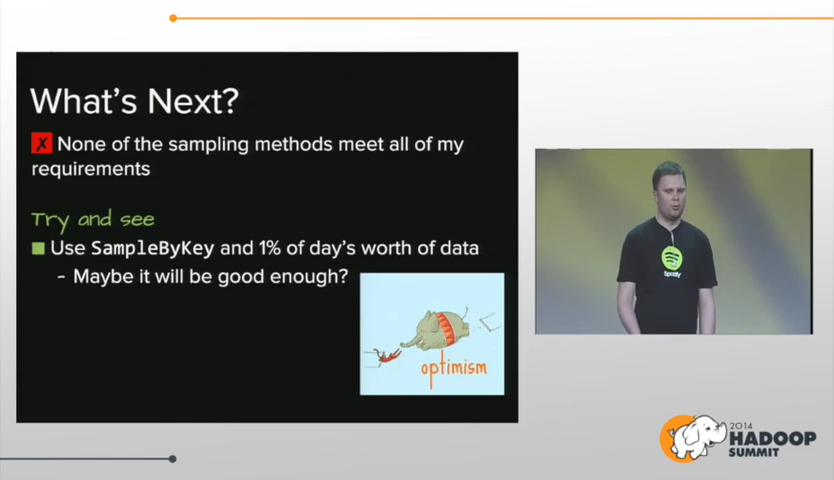 What's Next?
X None of the sampling methods meet all of my
requirements
Try and see
Use SampleByKey and 1% of day's worth of data
- Maybe it will be good enough?
optimism
Spotify
2014
HADOOP
SUMMIT